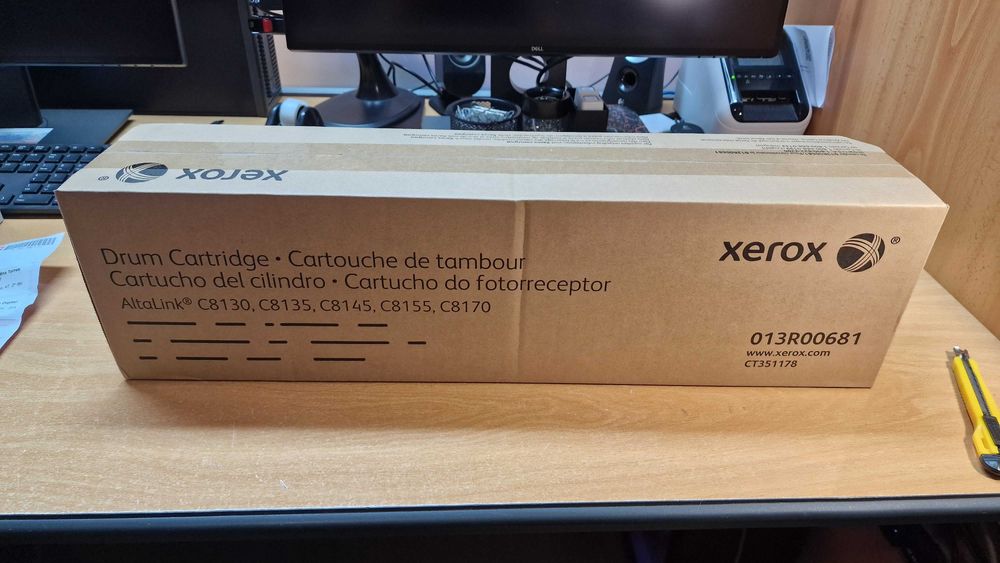 DELL
xerox ®
xerox ®
Drum Cartridge • Cartouche de tambour
Cartucho del cilindro • Cartucho do fotorreceptor
AltaLink® C8130, C8135, C8145, C8155, C8170
013R00681
www.xerox.com
CT351178